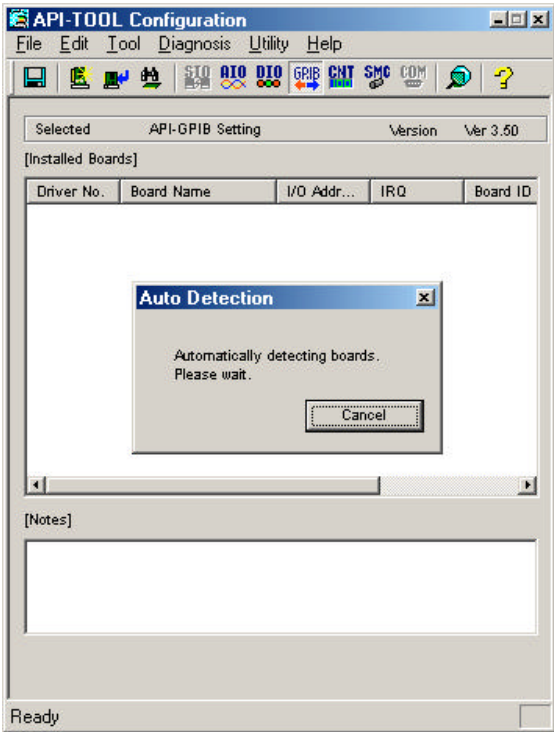 API-TOOL Configuration
File Edit Tool Diagnosis Utility Help
SIO AIO DIO GPIB CNT SMC COM
Selected API-GPIB Setting Version Ver 3.50
[Installed Boards]
Driver No. Board Name I/O Addr... IRQ Board ID
Auto Detection
Automatically detecting boards.
Please wait.
Cancel
[Notes]
Ready